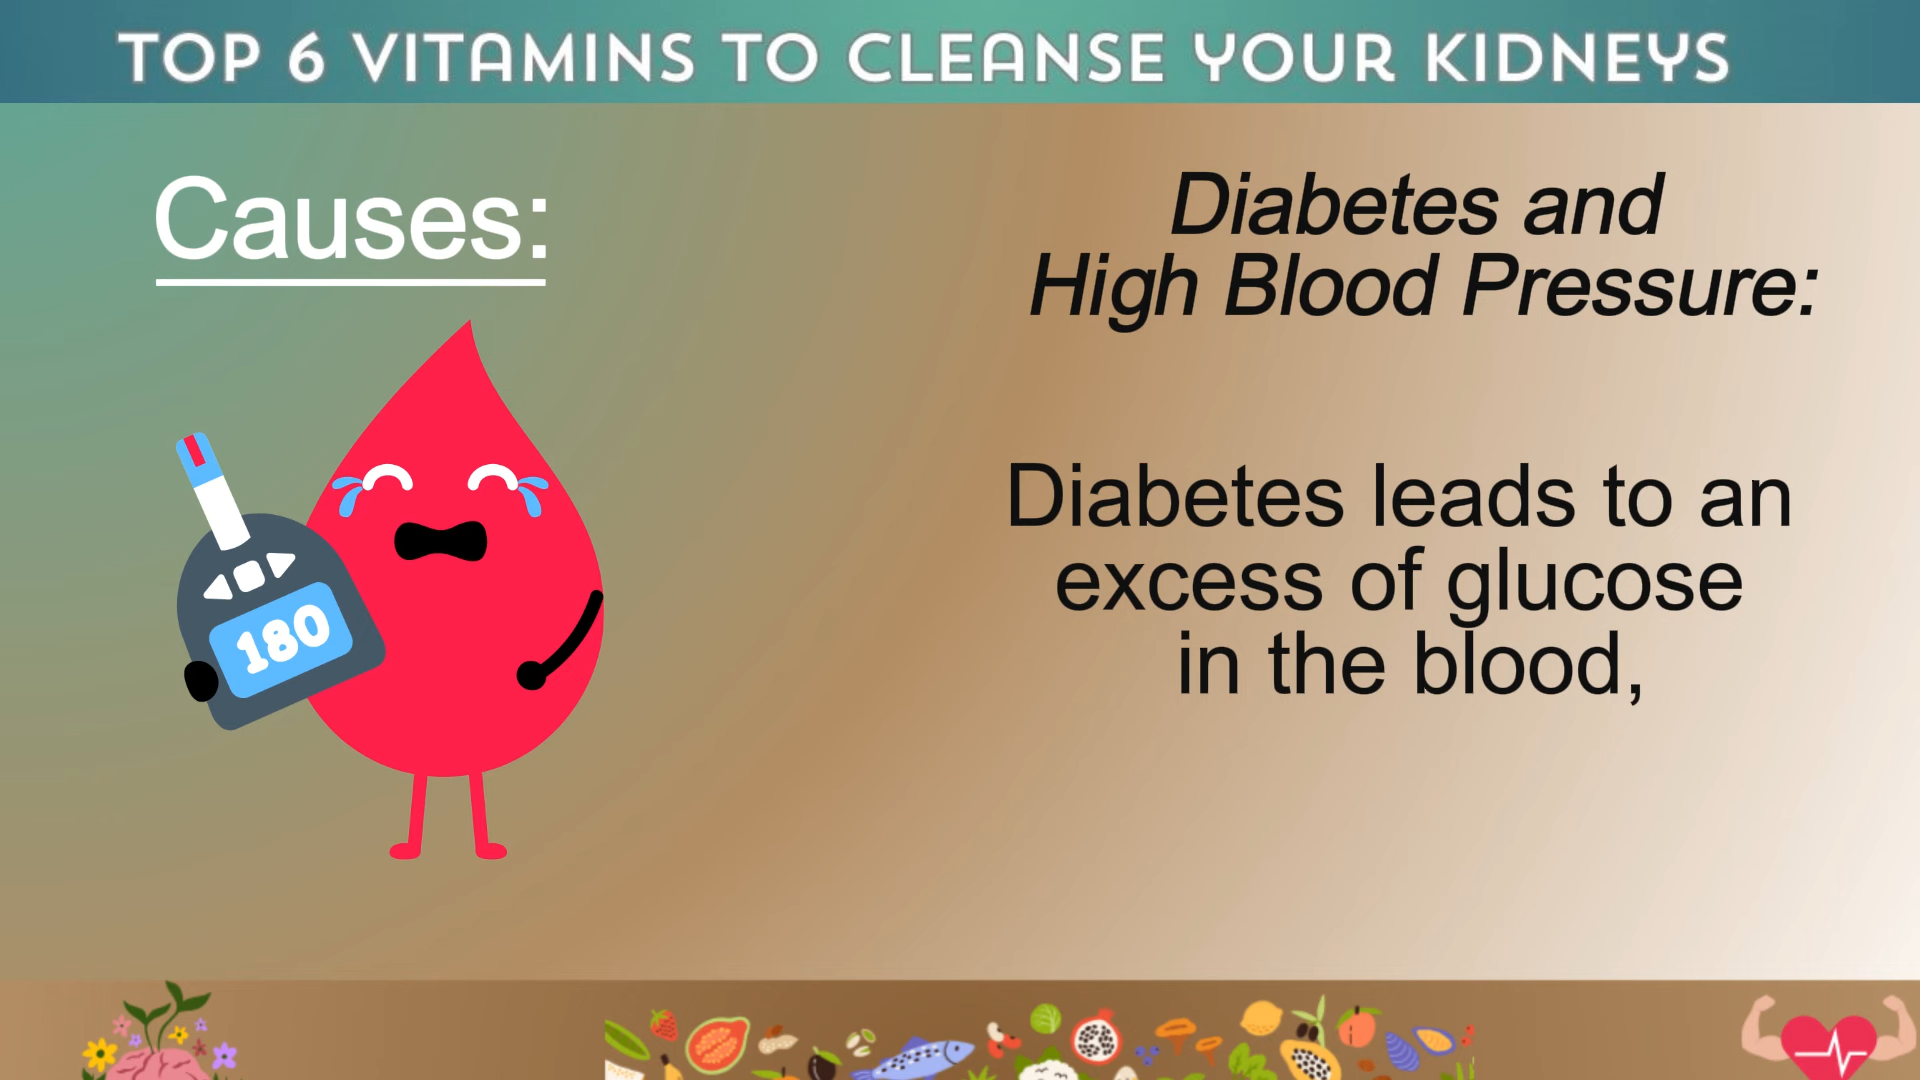 TOP 6 VITAMINS TO CLEANSE YOUR KIDNEYS
Causes:
Diabetes and
High Blood Pressure:
180
Diabetes leads to an
excess of glucose
in the blood,